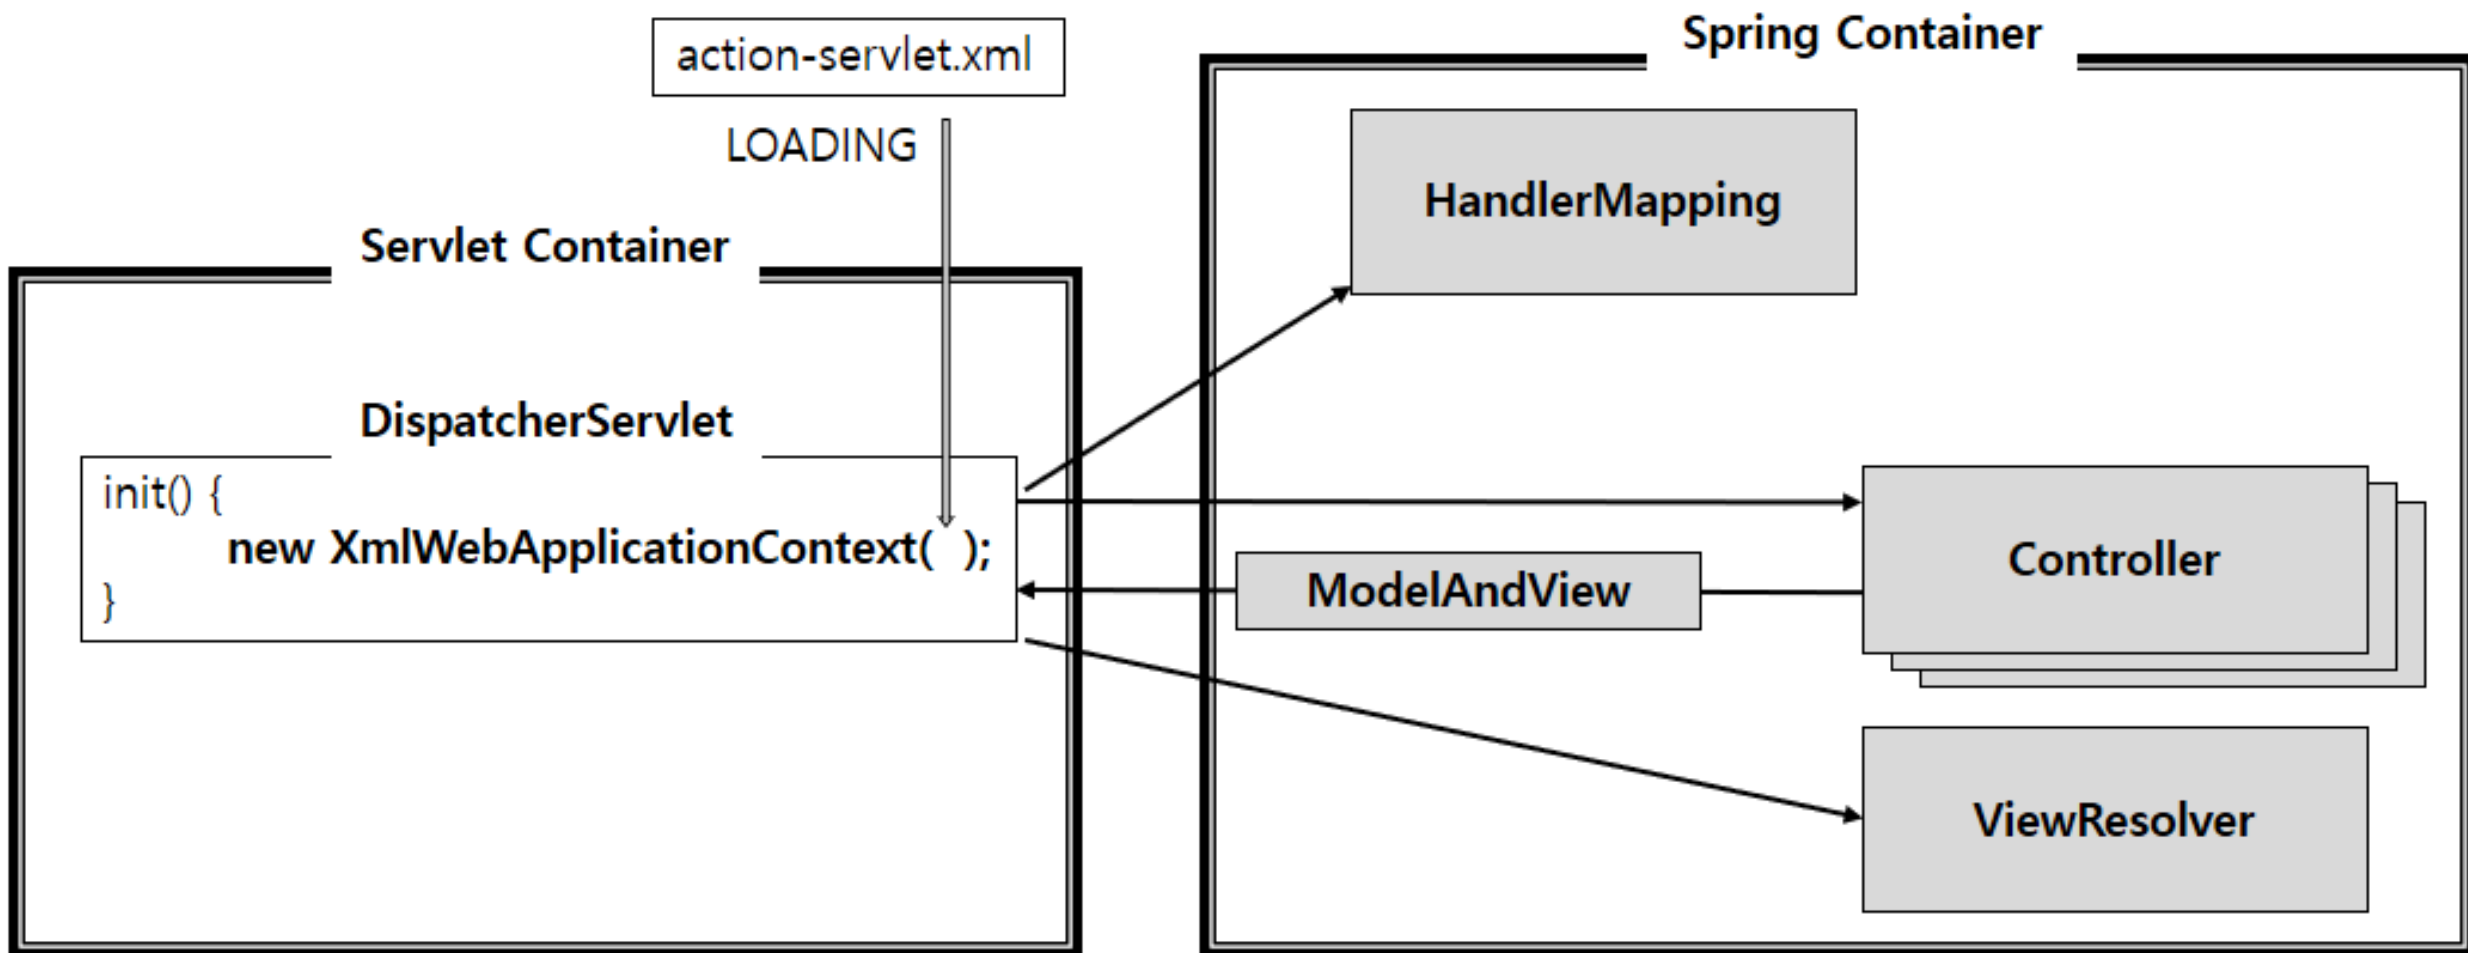 action-servlet.xml
LOADING
Servlet Container
DispatcherServlet
init() {
new XmlWebApplicationContext( );
}
Spring Container
HandlerMapping
Controller
ModelAndView
ViewResolver